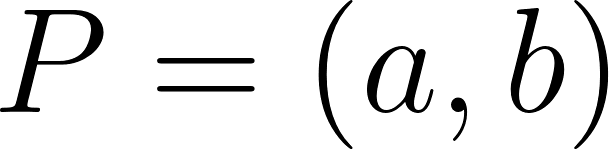 P = (a, b)